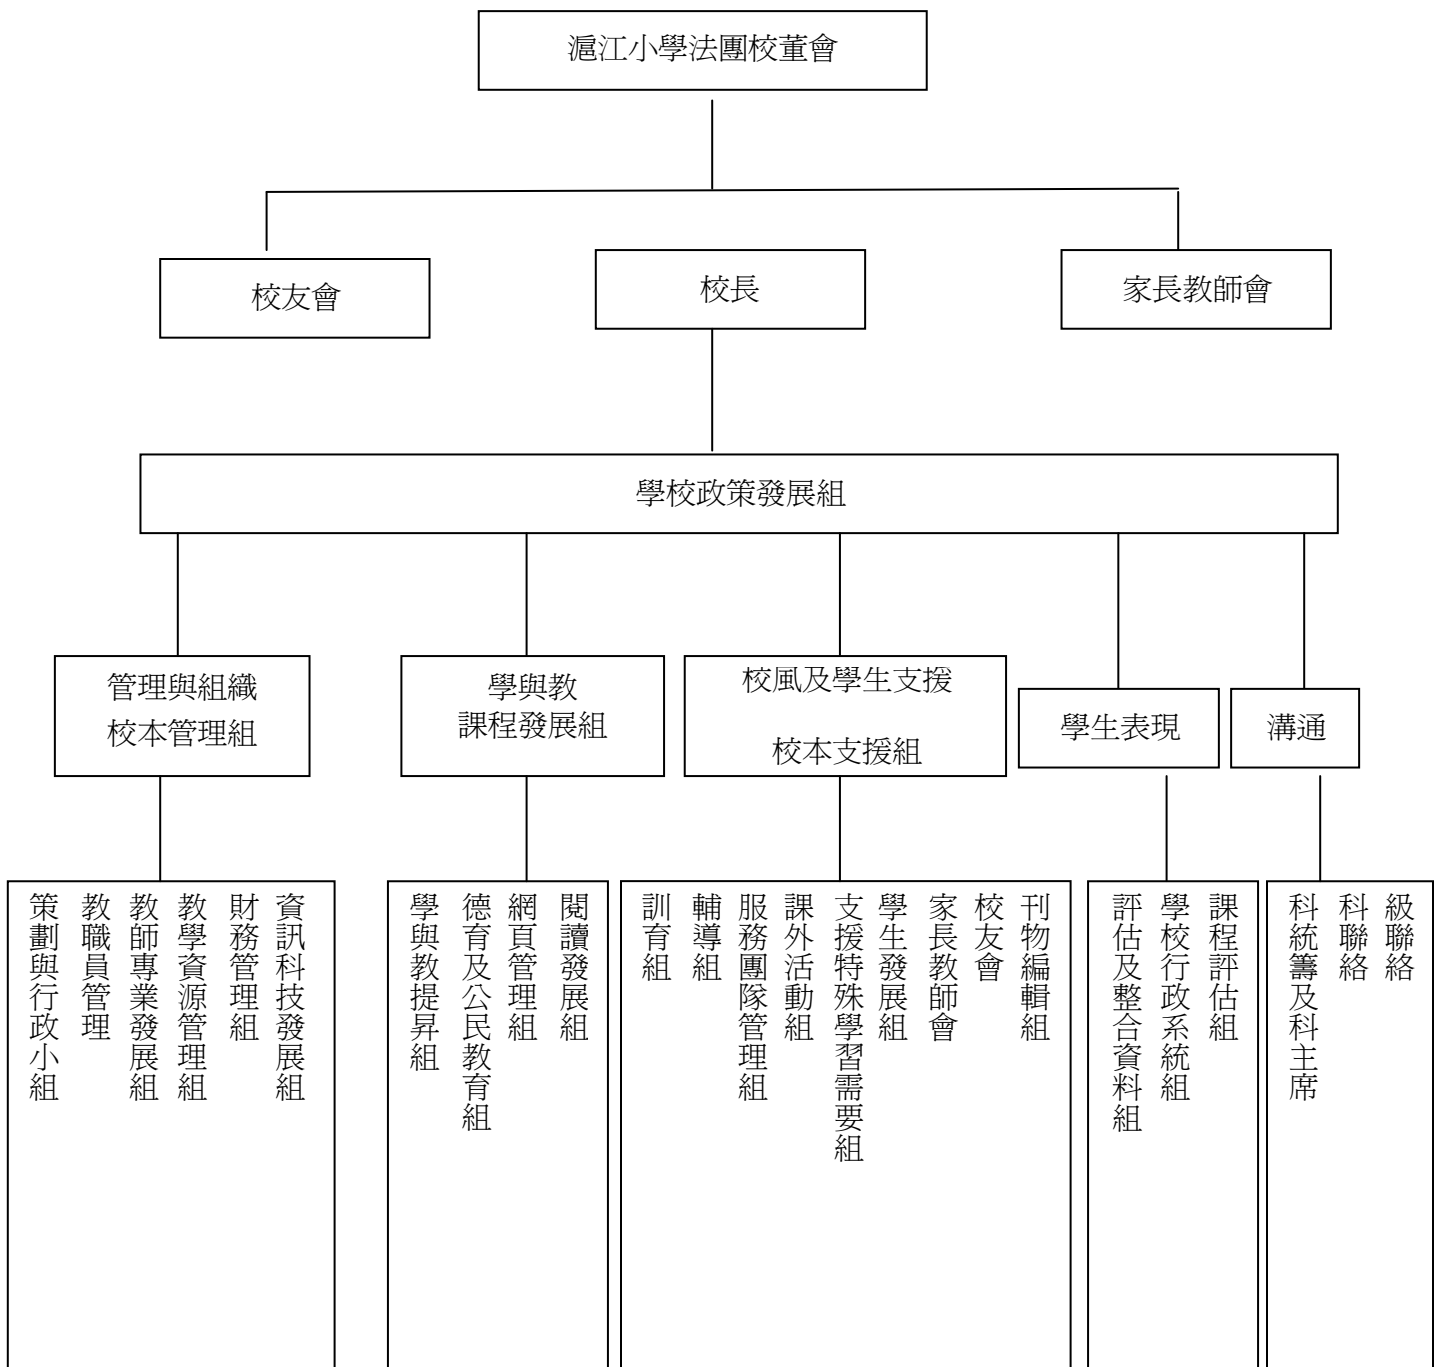 滬江小學法團校董會
校友會
校長
家長教師會
學校政策發展組
管理與組織
校本管理組
學與教
課程發展組
校風及學生支援
校本支援組
學生表現
溝通
策劃與行政小組
教職員管理
教師專業發展組
教學資源管理組
財務管理組
資訊科技發展組
學與教提昇組
德育及公民教育組
網頁管理組
閱讀發展組
訓育組
輔導組
服務團隊管理組
課外活動組
支援特殊學習需要組
學生發展組
家長教師會
校友會
刊物編輯組
評估及整合資料組
學校行政系統組
課程評估組
科統籌及科主席
科聯絡
級聯絡